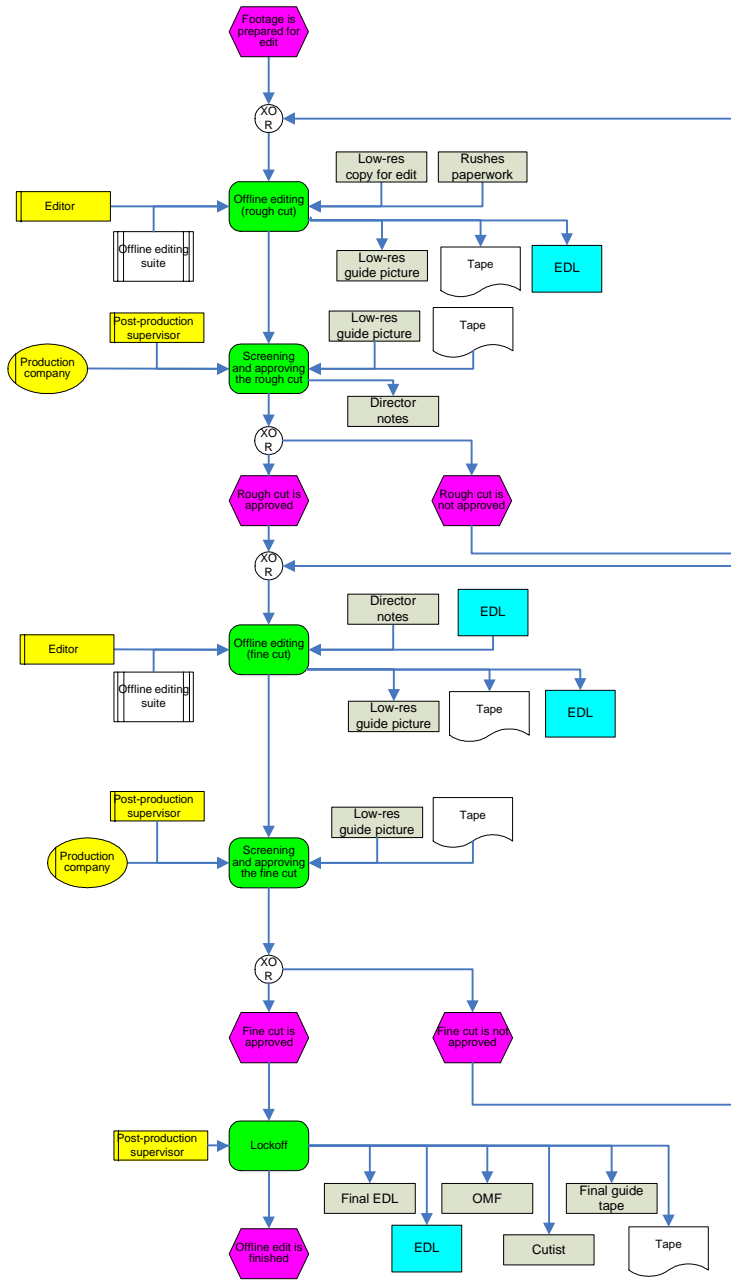 Footage is
prepared for
edit
XO
R
Low-res
copy for edit
Rushes
paperwork
Editor
Offline editing
(rough cut)
Offline editing
suite
Low-res
guide picture
Tape
EDL
Post-production
supervisor
Low-res
guide picture
Tape
Production
company
Screening
and approving
the rough cut
Director
notes
XO
R
Rough cut is
approved
Rough cut is
not approved
XO
R
Director
notes
EDL
Editor
Offline editing
(fine cut)
Offline editing
suite
Low-res
guide picture
Tape
EDL
Post-production
supervisor
Low-res
guide picture
Tape
Production
company
Screening
and approving
the fine cut
XO
R
Fine cut is
approved
Fine cut is not
approved
Post-production
supervisor
Lockoff
Final EDL
OMF
Final guide
tape
Offline edit is
finished
EDL
Cutist
Tape